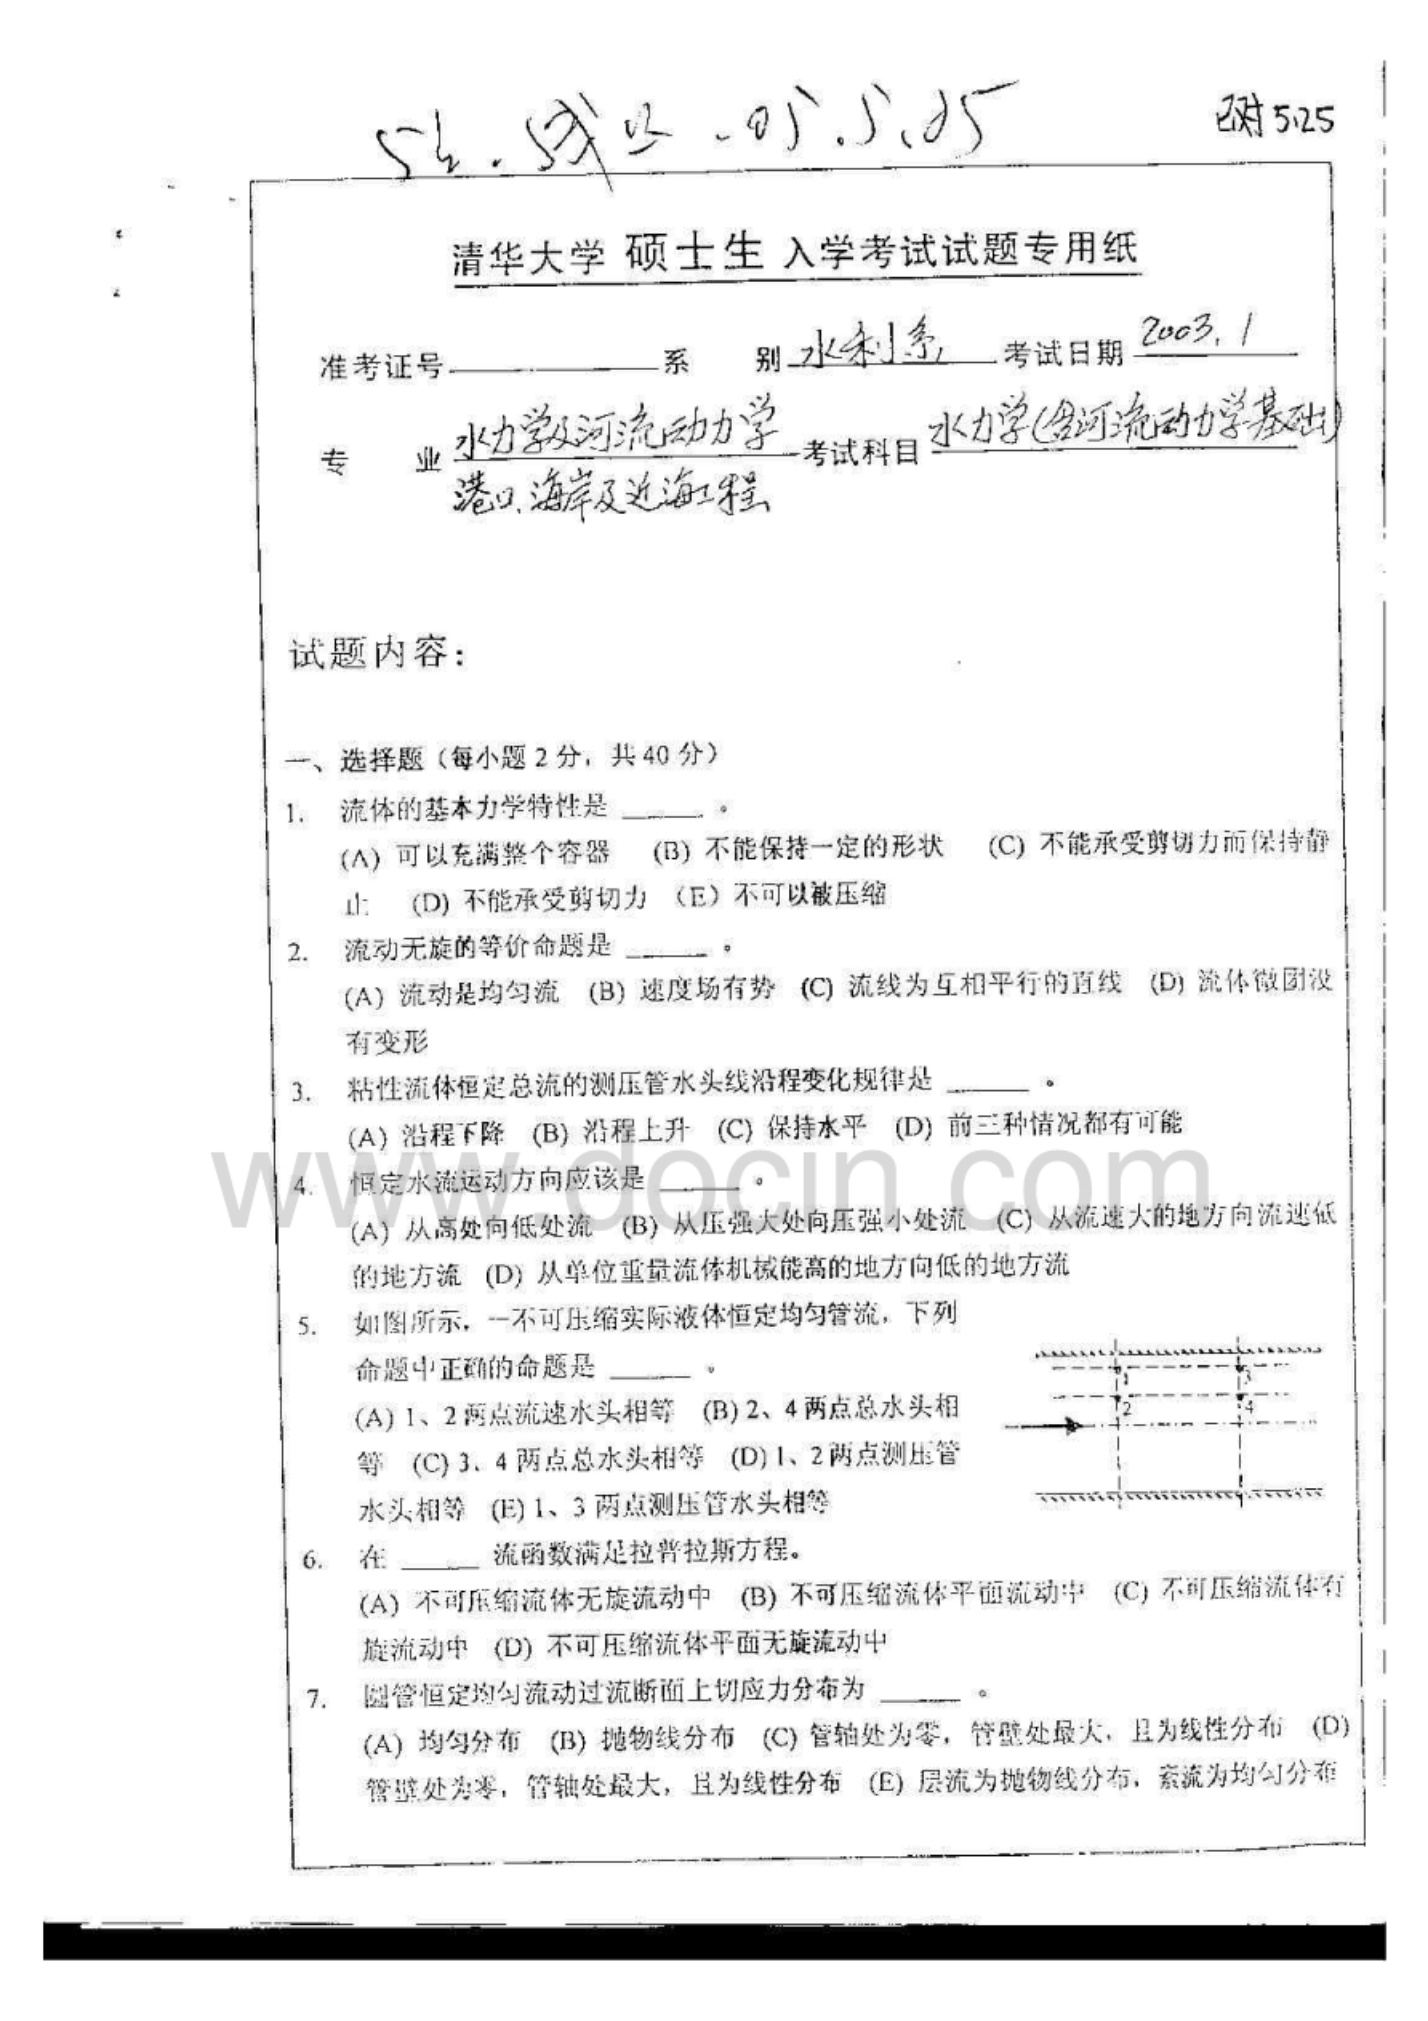 05.5.25
已对 5.25
清华大学 硕士生 入学考试试题专用纸
准考证号 系 别 水利系 考试日期 2003.1
专 业 水力学及河流动力学 考试科目 水力学(含河流动力学基础)
港口、海岸及近海工程
试题内容：
一、选择题（每小题 2 分，共 40 分）
1. 流体的基本力学特性是 ______ 。
(A) 可以充满整个容器 (B) 不能保持一定的形状 (C) 不能承受剪切力而保持静
止 (D) 不能承受剪切力 （E）不可以被压缩
2. 流动无旋的等价命题是 ______ 。
(A) 流动是均匀流 (B) 速度场有势 (C) 流线为互相平行的直线 (D) 流体微团没
有变形
3. 粘性流体恒定总流的测压管水头线沿程变化规律是 ______ 。
(A) 沿程下降 (B) 沿程上升 (C) 保持水平 (D) 前三种情况都有可能
www.docin.com
4. 恒定水流运动方向应该是 ______ 。
(A) 从高处向低处流 (B) 从压强大处向压强小处流 (C) 从流速大的地方向流速低
的地方流 (D) 从单位重量流体机械能高的地方向低的地方流
5. 如图所示，一不可压缩实际液体恒定均匀管流，下列
命题中正确的命题是 ______ 。
(A) 1、2 两点流速水头相等 (B) 2、4 两点总水头相
等 (C) 3、4 两点总水头相等 (D) 1、2 两点测压管
水头相等 (E) 1、3 两点测压管水头相等
1 3
2 4
6. 在 ______ 流函数满足拉普拉斯方程。
(A) 不可压缩流体无旋流动中 (B) 不可压缩流体平面流动中 (C) 不可压缩流体有
旋流动中 (D) 不可压缩流体平面无旋流动中
7. 圆管恒定均匀流动过流断面上切应力分布为 ______ 。
(A) 均匀分布 (B) 抛物线分布 (C) 管轴处为零，管壁处最大，且为线性分布 (D)
管壁处为零，管轴处最大，且为线性分布 (E) 层流为抛物线分布，紊流为均匀分布